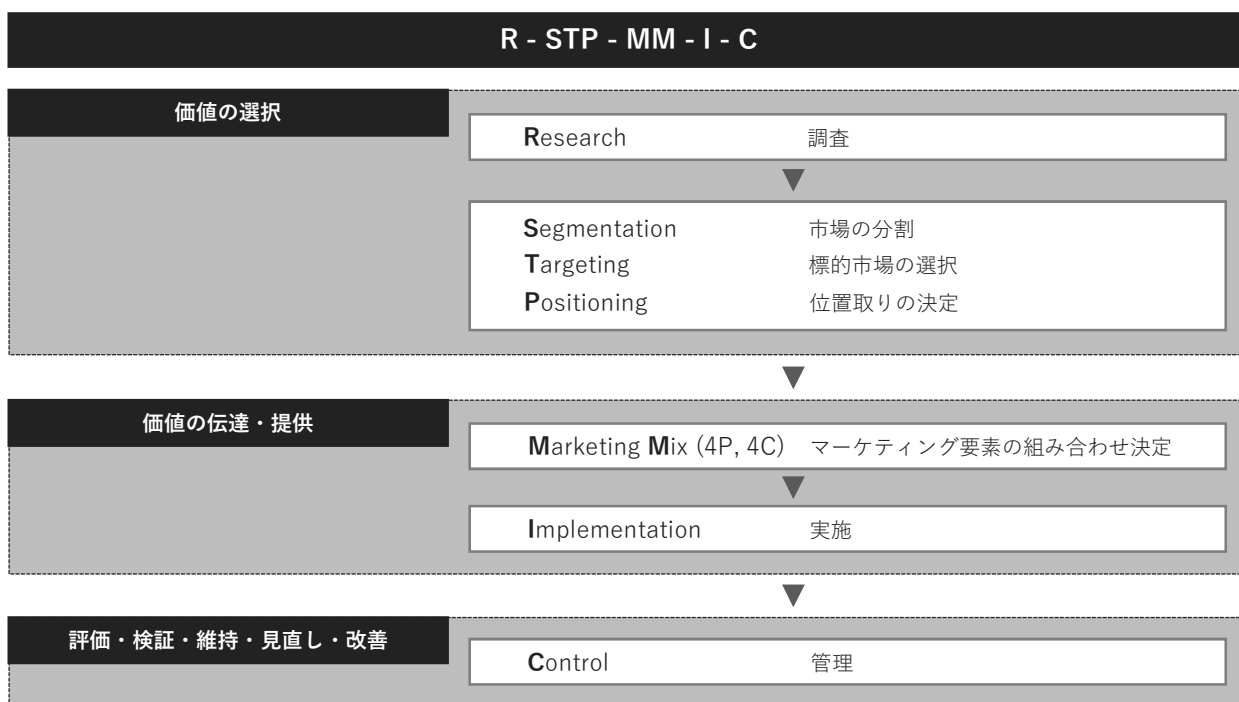 R - STP - MM - I - C
価値の選択
Research 調査
Segmentation 市場の分割
Targeting 標的市場の選択
Positioning 位置取りの決定
価値の伝達・提供
Marketing Mix (4P, 4C) マーケティング要素の組み合わせ決定
Implementation 実施
評価・検証・維持・見直し・改善
Control 管理